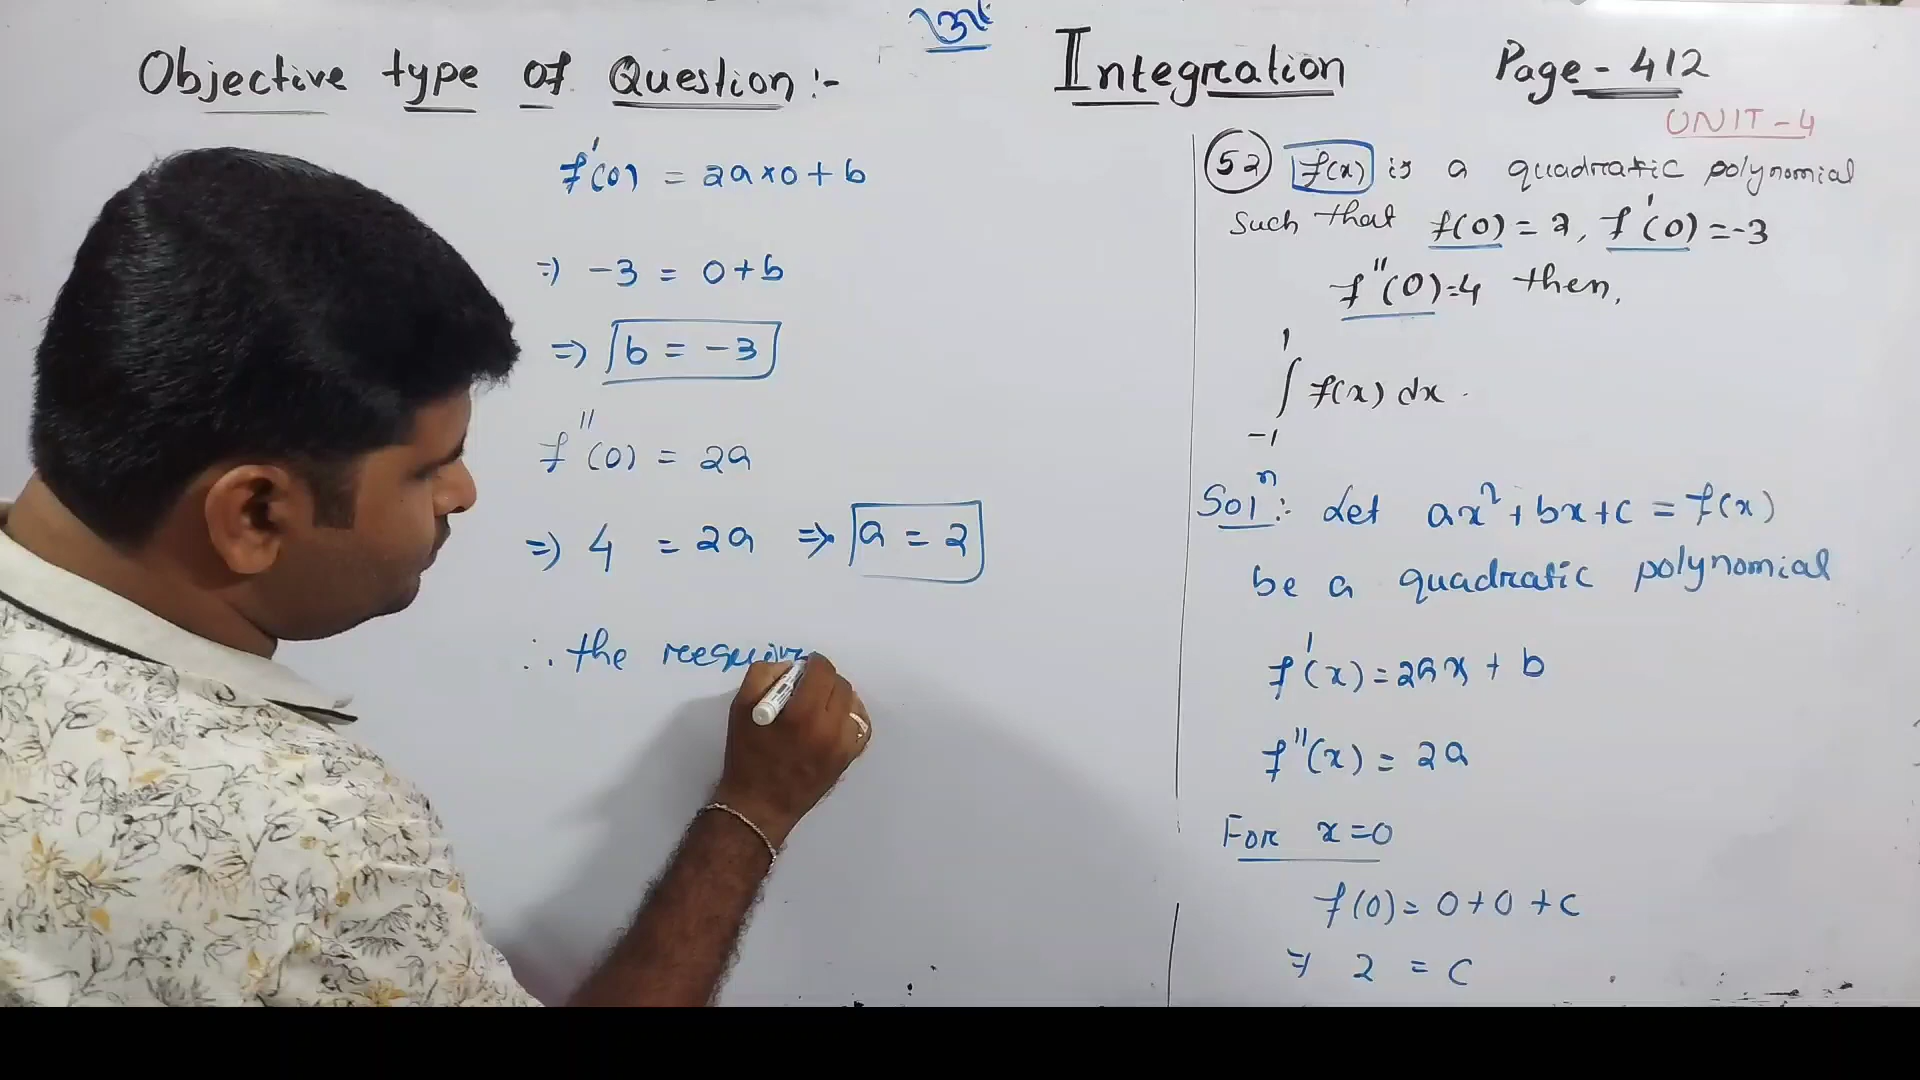 Objective type of Question :-
Integration
Page - 412
UNIT - 4
52 f(x) is a quadratic polynomial
Such that f(0) = 2, f'(0) = -3
f''(0) = 4 then,
1
∫ f(x) dx .
-1
Solⁿ :- Let ax² + bx + c = f(x)
be a quadratic polynomial
f'(x) = 2ax + b
f''(x) = 2a
For x = 0
f(0) = 0 + 0 + c
⇒ 2 = c
f'(0) = 2a×0 + b
⇒ -3 = 0 + b
⇒ b = -3
f''(0) = 2a
⇒ 4 = 2a ⇒ a = 2
∴ the requir